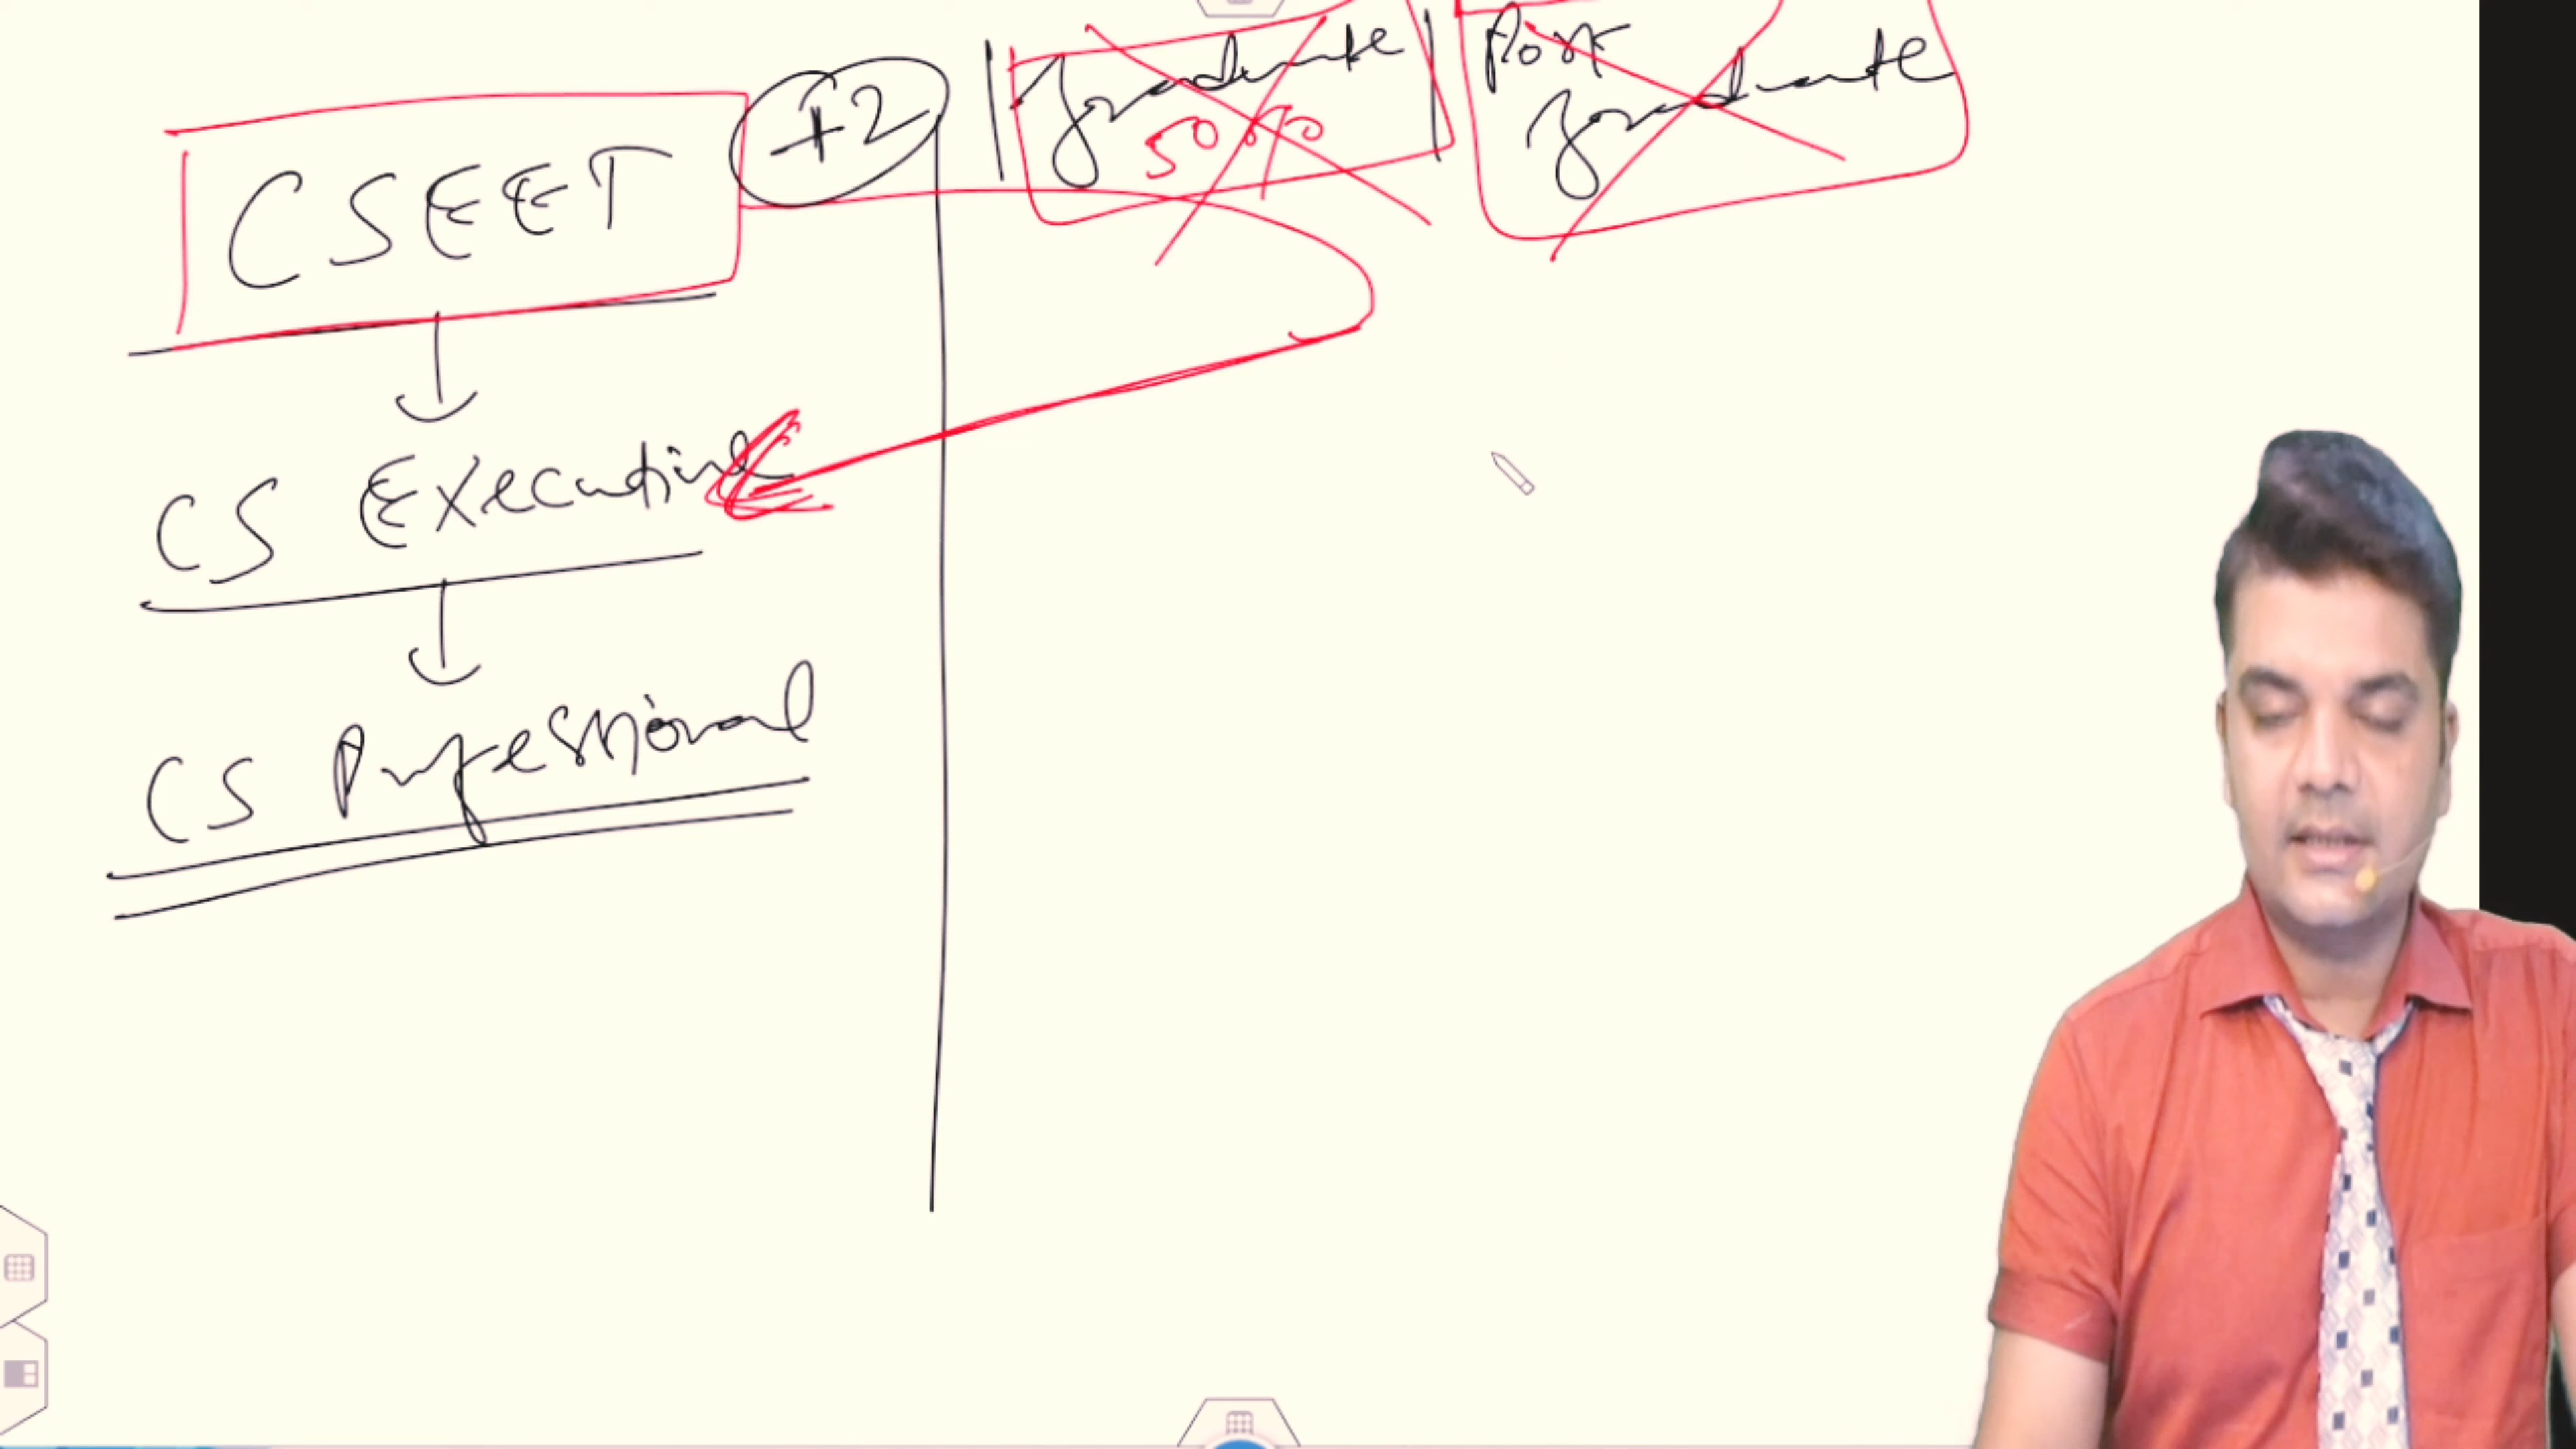 CSEET +2 | graduate | Post
50% graduate
CS Executive
CS Professional